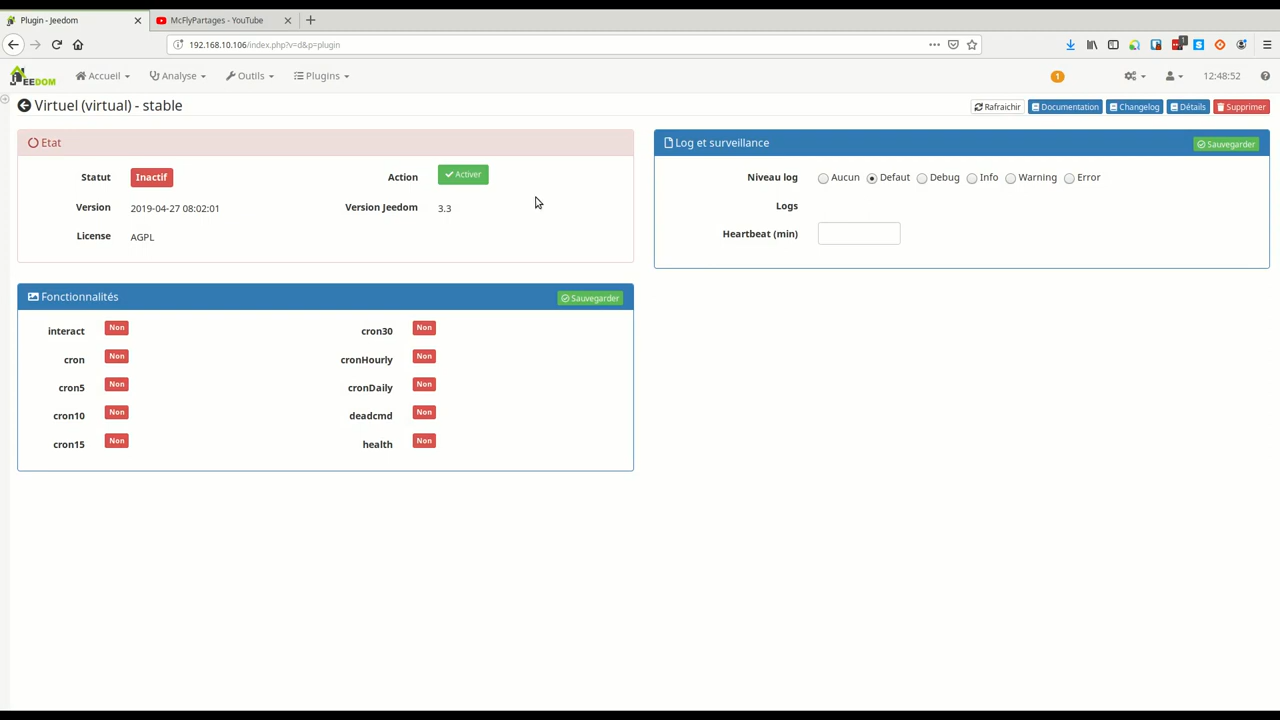 Plugin - Jeedom
McFlyPartages - YouTube
192.168.10.106/index.php?v=d&p=plugin
1
JEEDOM Accueil Analyse Outils Plugins 1 12:48:52
Virtuel (virtual) - stable Rafraichir Documentation Changelog Détails Supprimer
Etat
Statut Inactif Action Activer
Version 2019-04-27 08:02:01 Version Jeedom 3.3
License AGPL
Log et surveillance Sauvegarder
Niveau log Aucun Defaut Debug Info Warning Error
Logs
Heartbeat (min)
Fonctionnalités Sauvegarder
interact Non cron30 Non
cron Non cronHourly Non
cron5 Non cronDaily Non
cron10 Non deadcmd Non
cron15 Non health Non